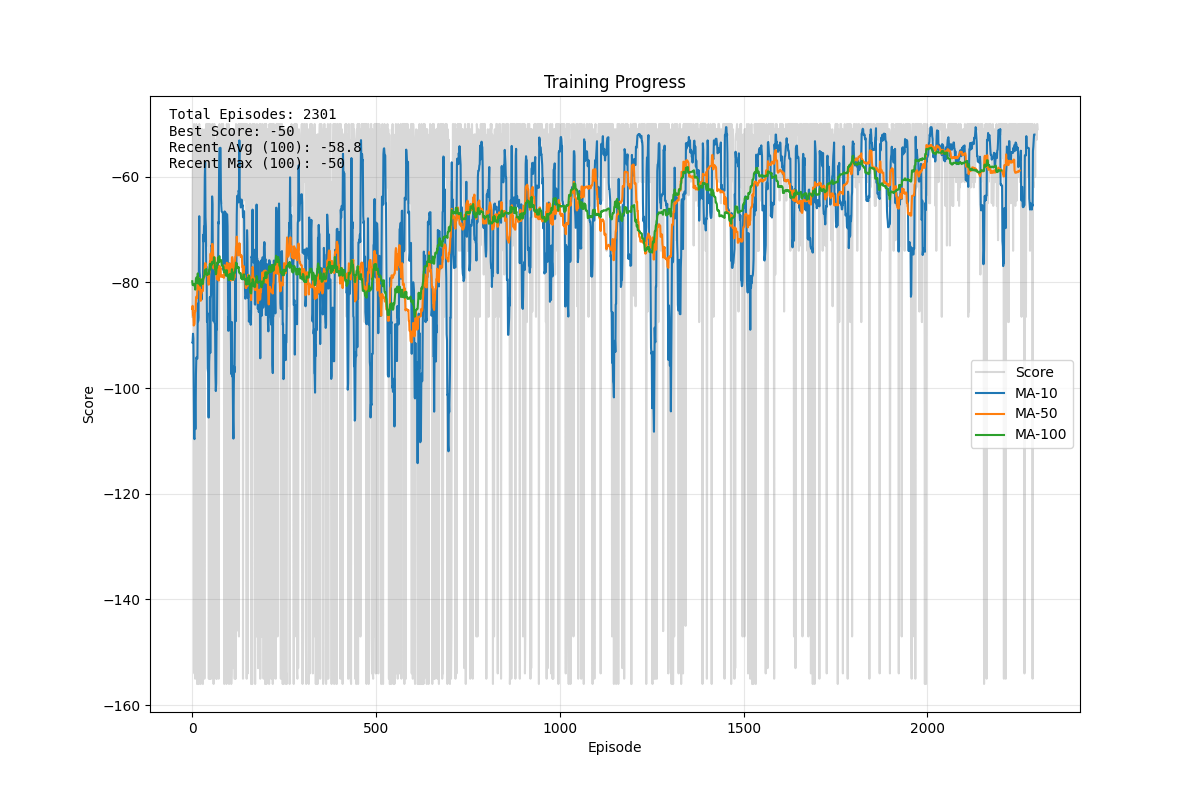 Training Progress
Total Episodes: 2301
Best Score: -50
Recent Avg (100): -58.8
Recent Max (100): -50
Score
−60
−80
−100
−120
−140
−160
Score
MA-10
MA-50
MA-100
0
500
1000
1500
2000
Episode